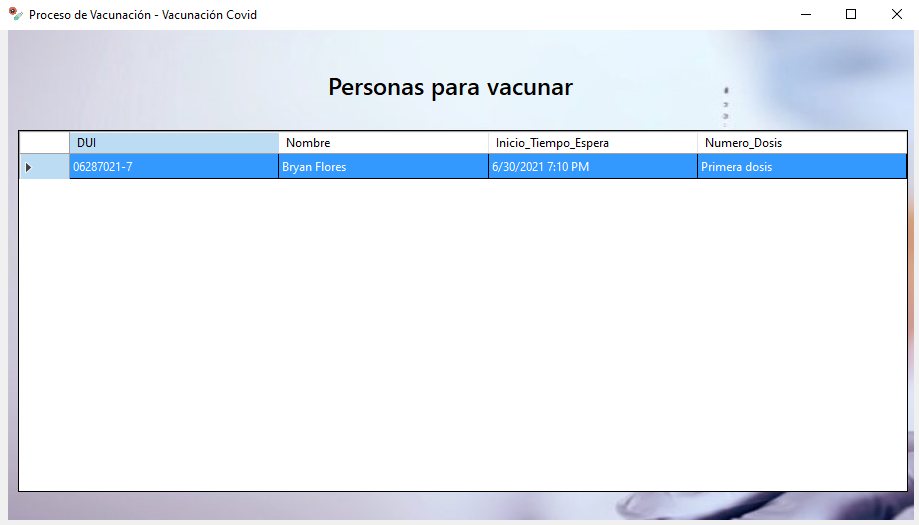 Proceso de Vacunación - Vacunación Covid
Personas para vacunar
DUI Nombre Inicio_Tiempo_Espera Numero_Dosis
06287021-7 Bryan Flores 6/30/2021 7:10 PM Primera dosis